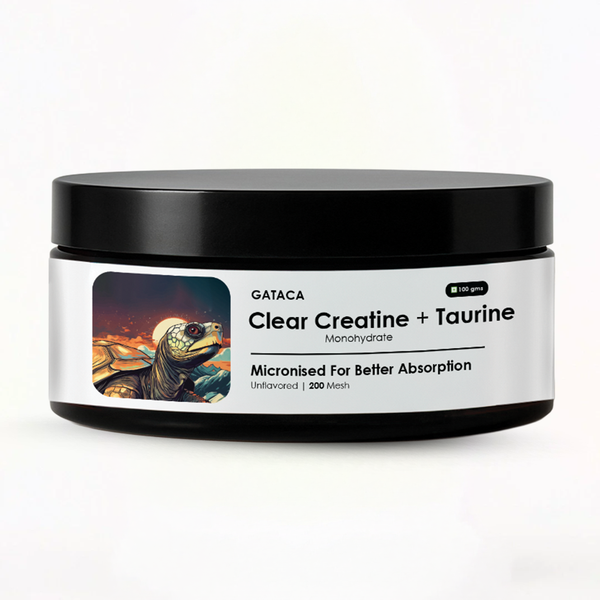 GATACA
100 gms
Clear Creatine + Taurine
Monohydrate
Micronised For Better Absorption
Unflavored | 200 Mesh